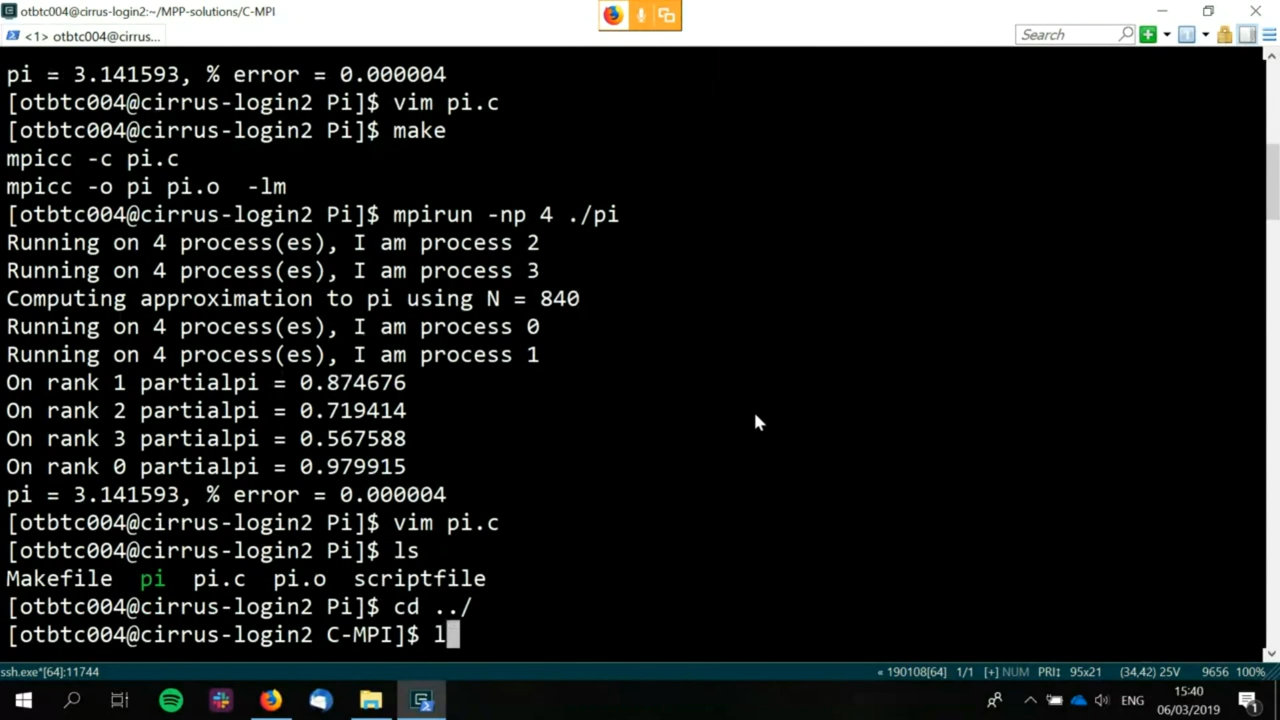 otbtc004@cirrus-login2:~/MPP-solutions/C-MPI
<1> otbtc004@cirrus...
Search
pi = 3.141593, % error = 0.000004
[otbtc004@cirrus-login2 Pi]$ vim pi.c
[otbtc004@cirrus-login2 Pi]$ make
mpicc -c pi.c
mpicc -o pi pi.o  -lm
[otbtc004@cirrus-login2 Pi]$ mpirun -np 4 ./pi
Running on 4 process(es), I am process 2
Running on 4 process(es), I am process 3
Computing approximation to pi using N = 840
Running on 4 process(es), I am process 0
Running on 4 process(es), I am process 1
On rank 1 partialpi = 0.874676
On rank 2 partialpi = 0.719414
On rank 3 partialpi = 0.567588
On rank 0 partialpi = 0.979915
pi = 3.141593, % error = 0.000004
[otbtc004@cirrus-login2 Pi]$ vim pi.c
[otbtc004@cirrus-login2 Pi]$ ls
Makefile  pi  pi.c  pi.o  scriptfile
[otbtc004@cirrus-login2 Pi]$ cd ../
[otbtc004@cirrus-login2 C-MPI]$ l
ssh.exe*[64]:11744
« 190108[64] 1/1 [+] NUM PRI↕ 95x21 (34,42) 25V 9656 100%
ENG
15:40
06/03/2019
1